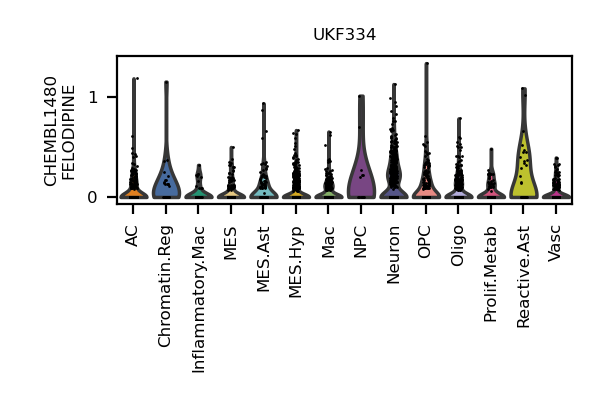 UKF334
CHEMBL1480
FELODIPINE
1
0
AC
Chromatin.Reg
Inflammatory.Mac
MES
MES.Ast
MES.Hyp
Mac
NPC
Neuron
OPC
Oligo
Prolif.Metab
Reactive.Ast
Vasc